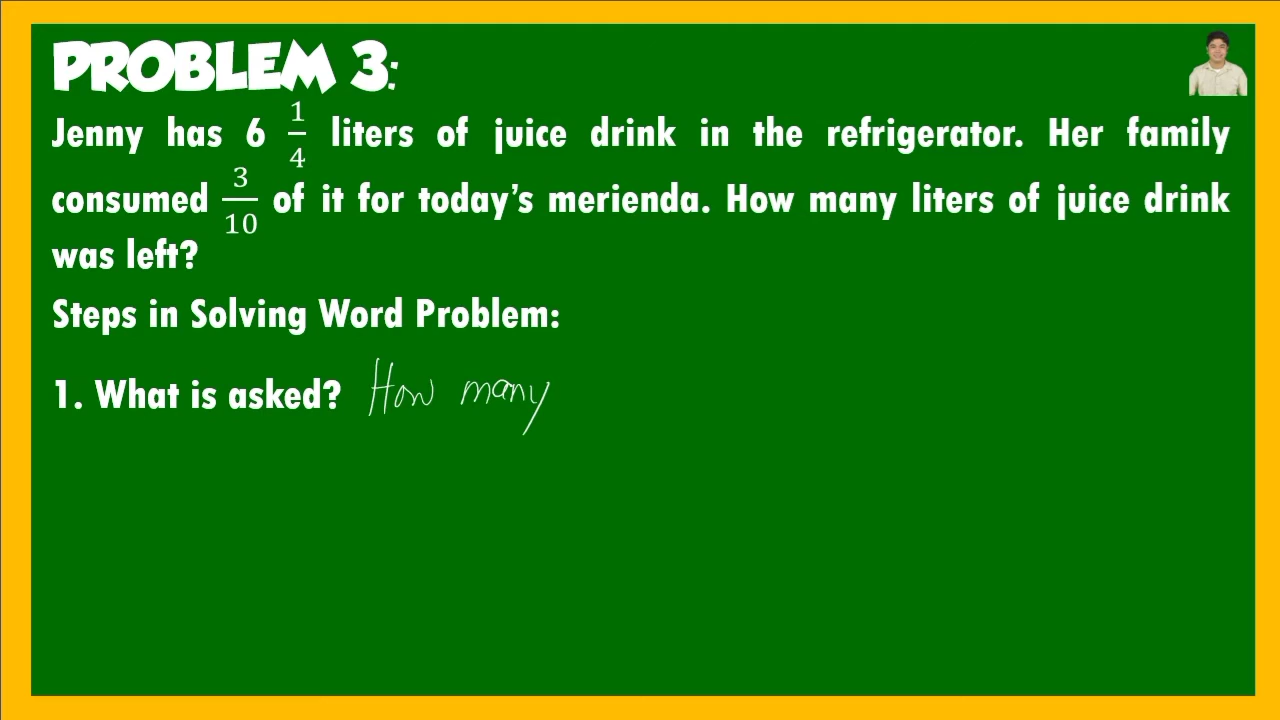 PROBLEM 3:
Jenny has 6 1/4 liters of juice drink in the refrigerator. Her family
consumed 3/10 of it for today's merienda. How many liters of juice drink
was left?
Steps in Solving Word Problem:
1. What is asked? How many